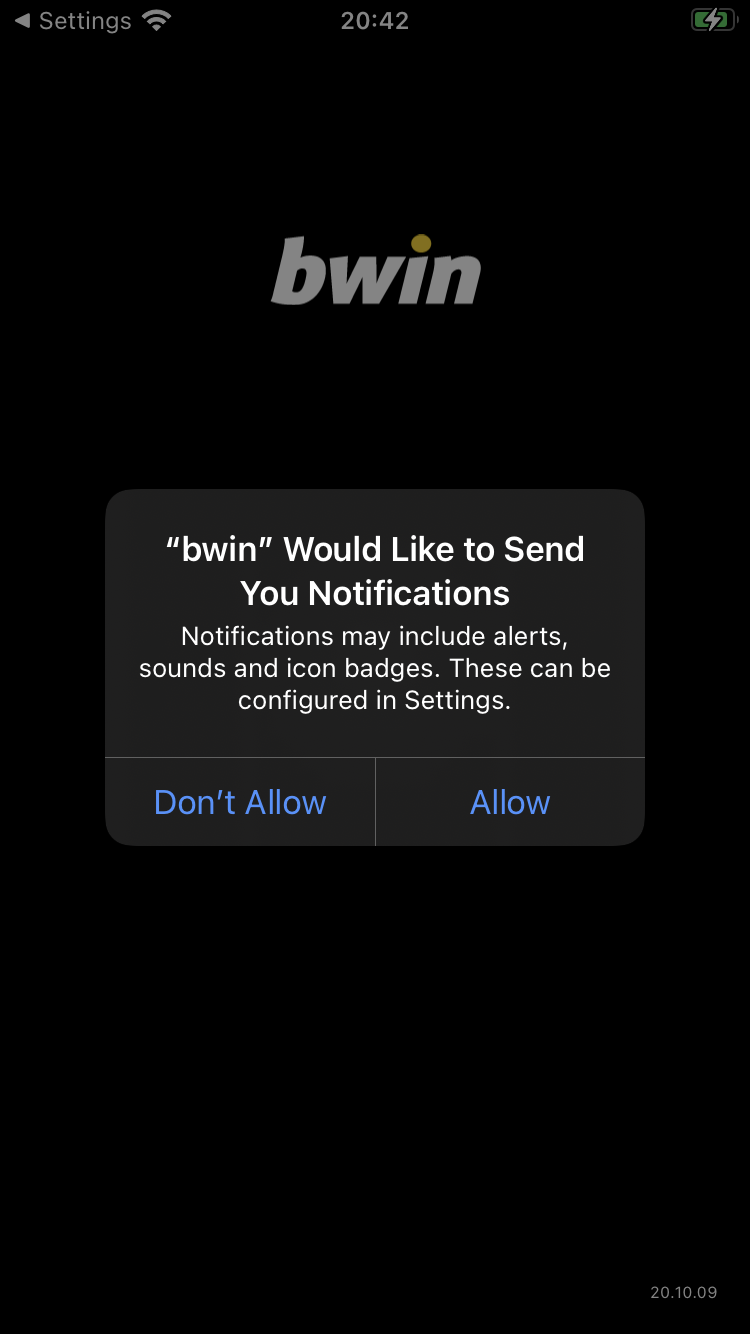 Settings
20:42
bwin
“bwin” Would Like to Send
You Notifications
Notifications may include alerts,
sounds and icon badges. These can be
configured in Settings.
Don’t Allow
Allow
20.10.09